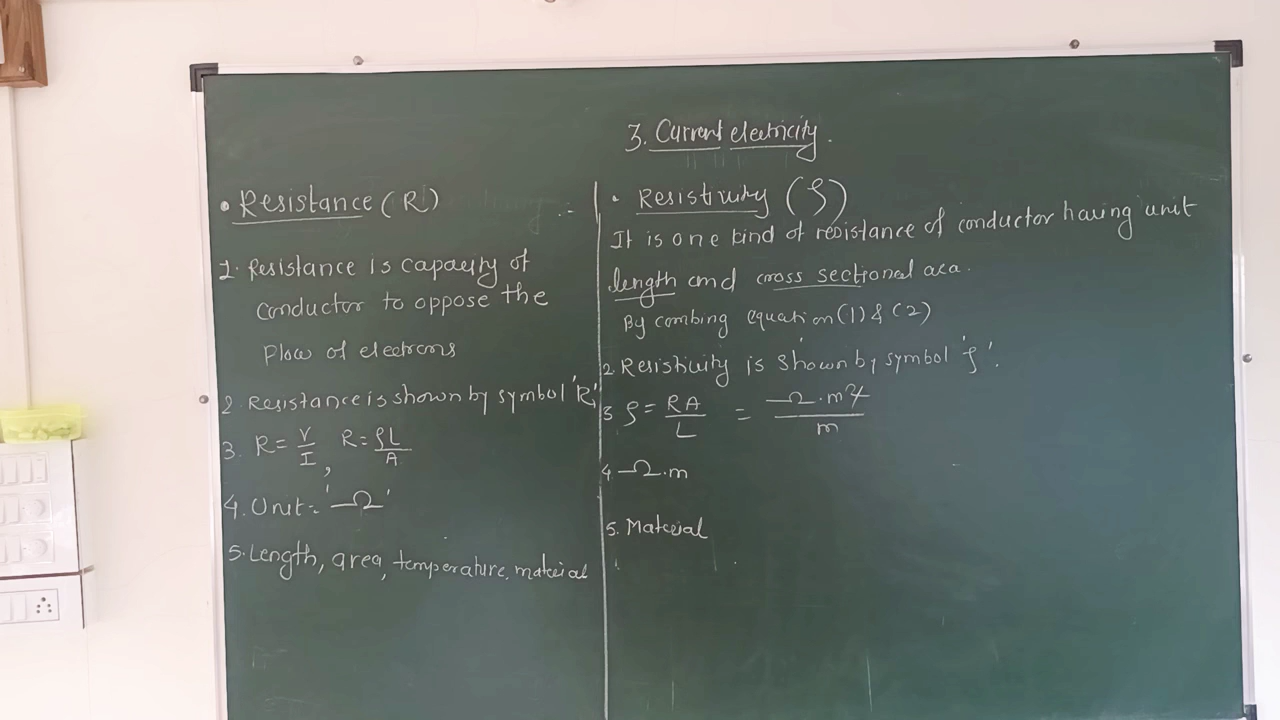 3. Current electricity.
• Resistance (R)
1. Resistance is capacity of
conductor to oppose the
flow of electrons
2. Resistance is shown by symbol 'R'
3. R = V/I , R = ρL/A
4. Unit = 'Ω'
5. Length, area, temperature, material
• Resistivity (ρ)
It is one kind of resistance of conductor having unit
length and cross sectional area.
By combing equation (1) & (2)
2. Resistivity is shown by symbol 'ρ'.
3 ρ = RA/L = Ω·m²/m
4 Ω·m
5. Material